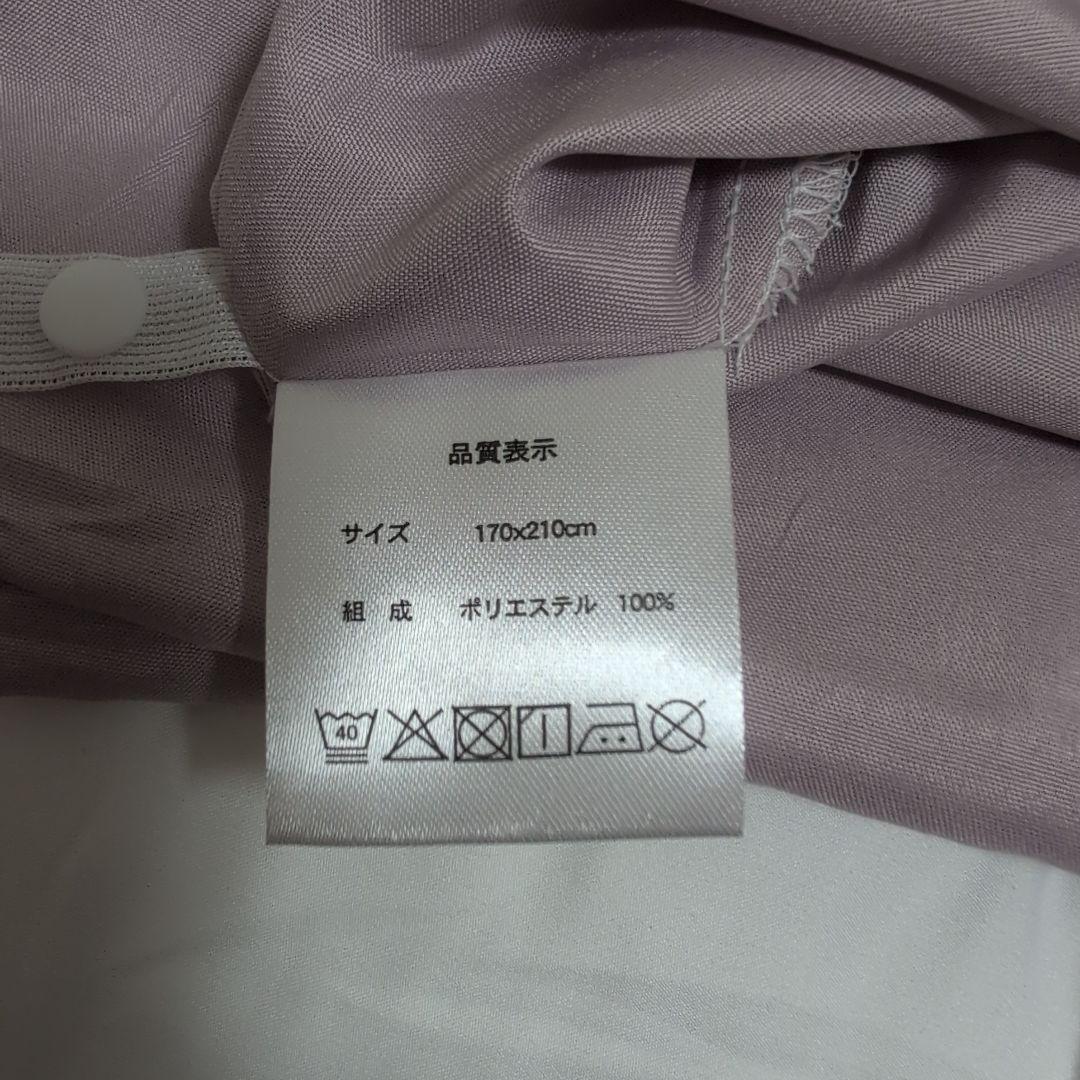 品質表示
サイズ 170x210cm
組 成 ポリエステル 100%
40